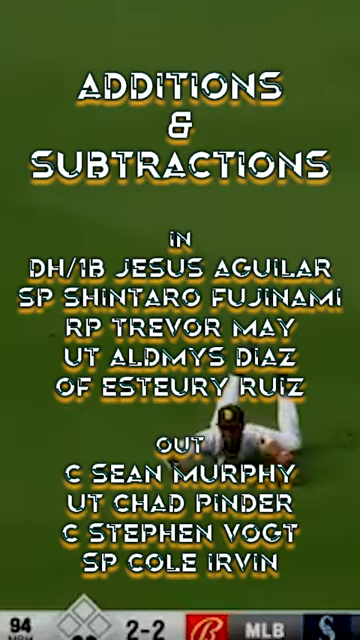 ADDITIONS
&
SUBTRACTIONS
IN
DH/1B JESUS AGUILAR
SP SHINTARO FUJINAMI
RP TREVOR MAY
UT ALDMYS DIAZ
OF ESTEURY RUIZ
OUT
C SEAN MURPHY
UT CHAD PINDER
C STEPHEN VOGT
SP COLE IRVIN
94 2-2 MLB
MPH